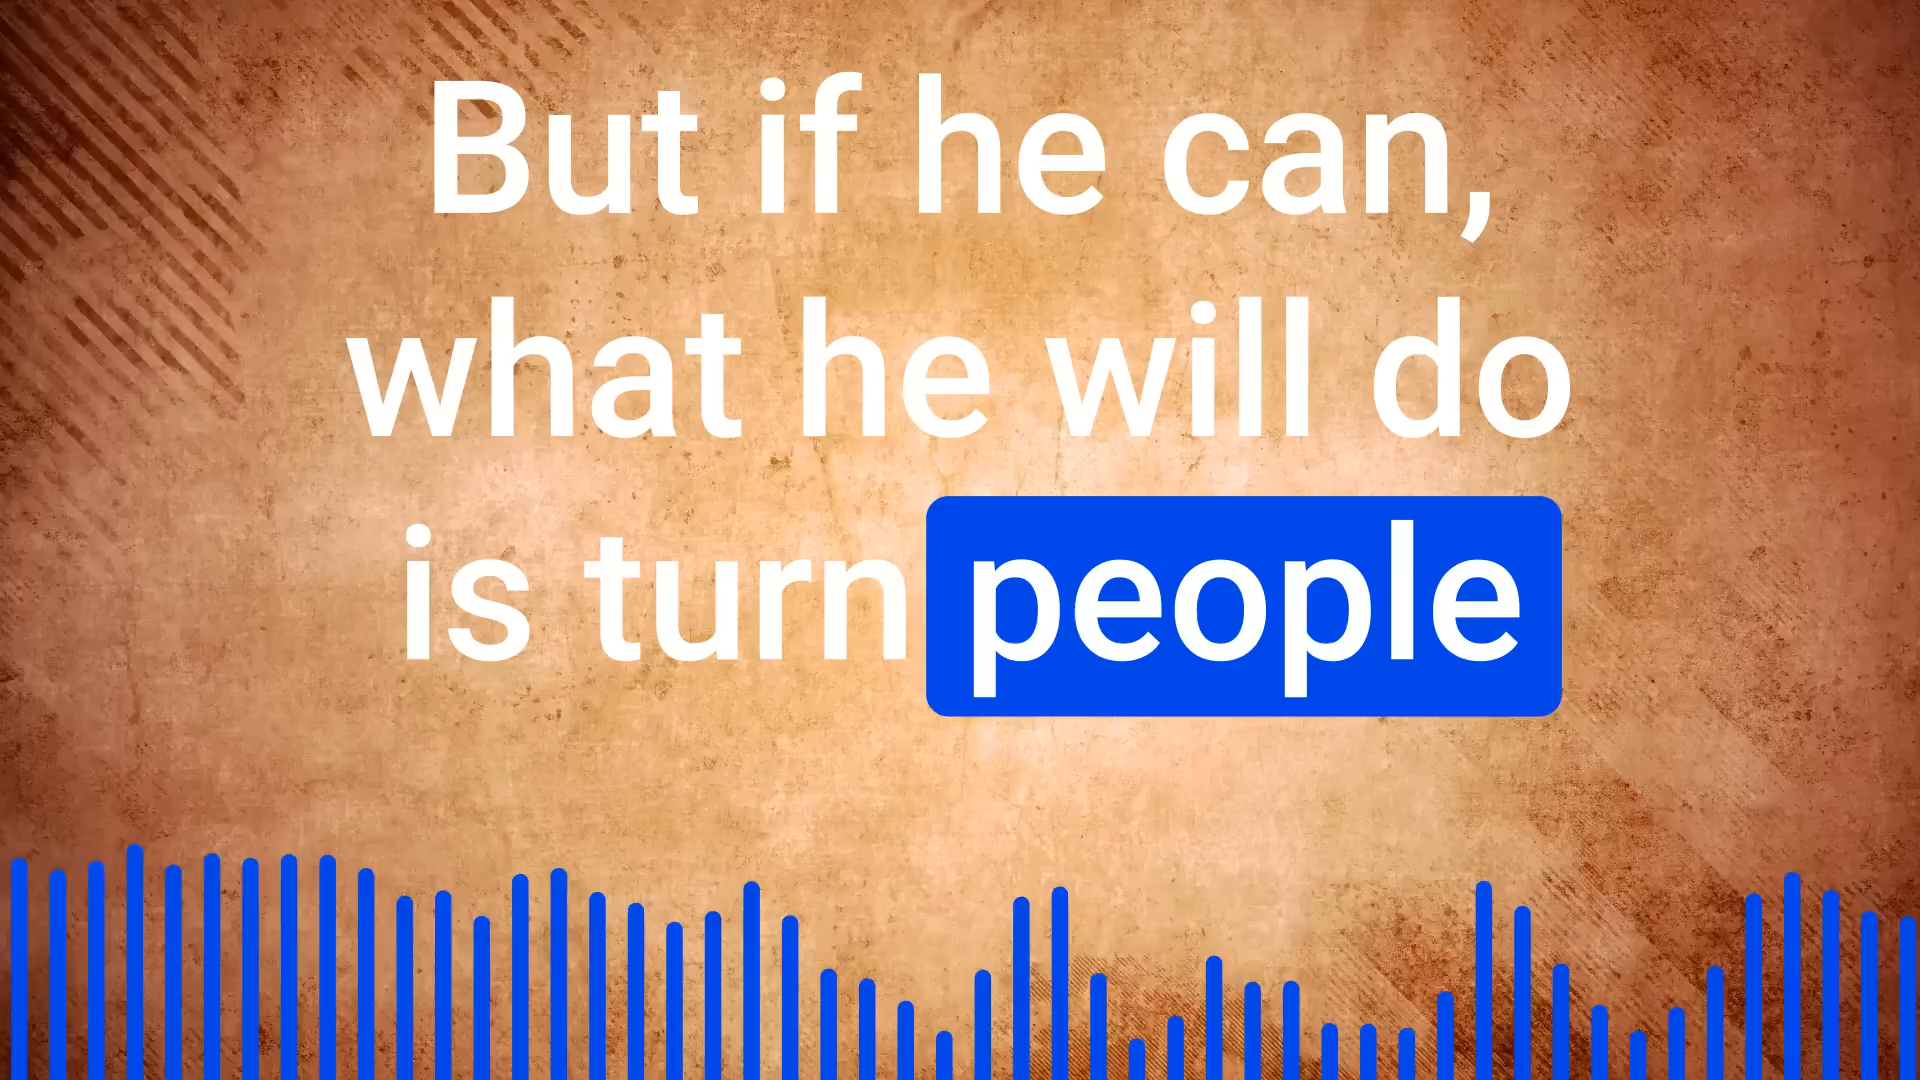 But if he can,
what he will do
is turn people